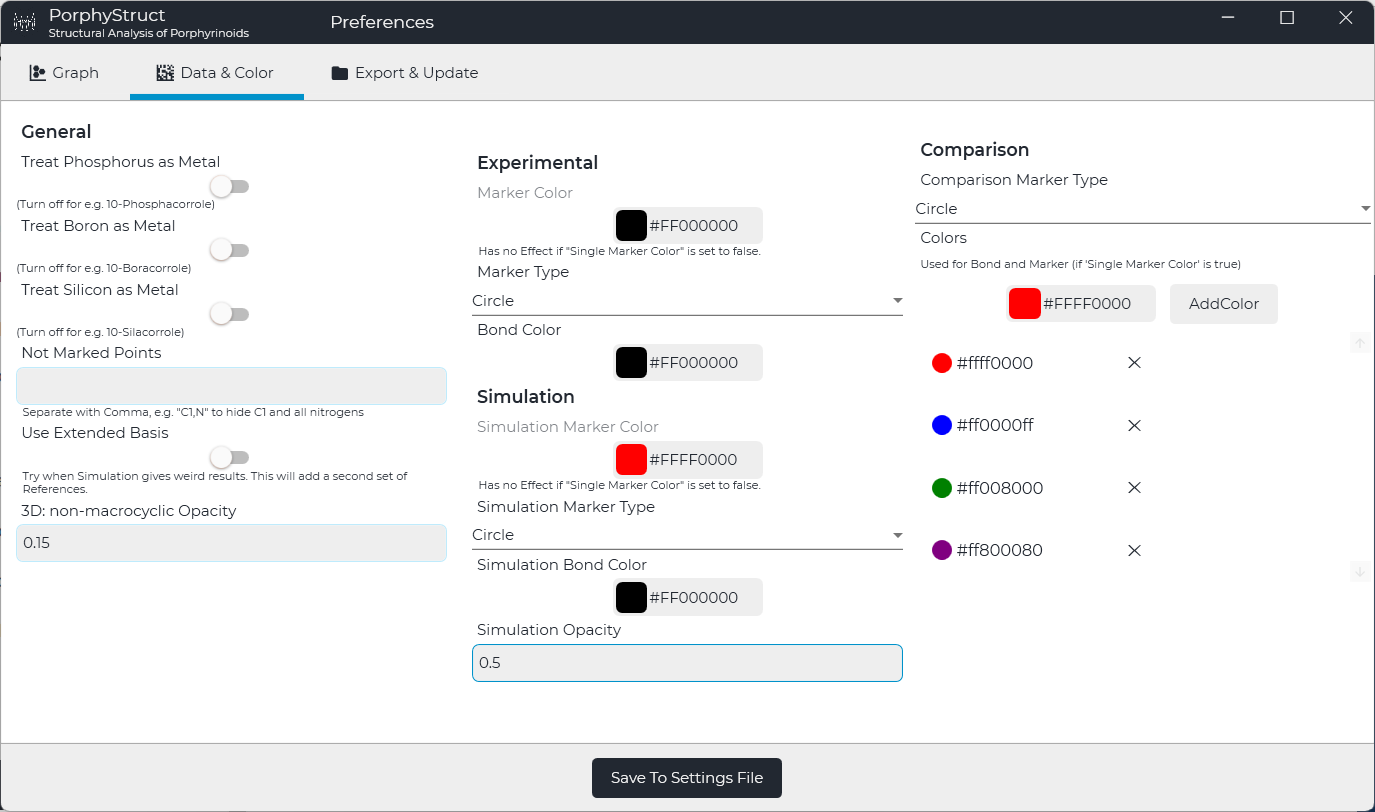 PorphyStruct
Structural Analysis of Porphyrinoids
Preferences
Graph
Data & Color
Export & Update
General
Treat Phosphorus as Metal
(Turn off for e.g. 10-Phosphacorrole)
Treat Boron as Metal
(Turn off for e.g. 10-Boracorrole)
Treat Silicon as Metal
(Turn off for e.g. 10-Silacorrole)
Not Marked Points
Separate with Comma, e.g. "C1,N" to hide C1 and all nitrogens
Use Extended Basis
Try when Simulation gives weird results. This will add a second set of
References.
3D: non-macrocyclic Opacity
0.15
Experimental
Marker Color
#FF000000
Has no Effect if "Single Marker Color" is set to false.
Marker Type
Circle
Bond Color
#FF000000
Simulation
Simulation Marker Color
#FFFF0000
Has no Effect if "Single Marker Color" is set to false.
Simulation Marker Type
Circle
Simulation Bond Color
#FF000000
Simulation Opacity
0.5
Comparison
Comparison Marker Type
Circle
Colors
Used for Bond and Marker (if 'Single Marker Color' is true)
#FFFF0000
AddColor
#ffff0000
#ff0000ff
#ff008000
#ff800080
Save To Settings File